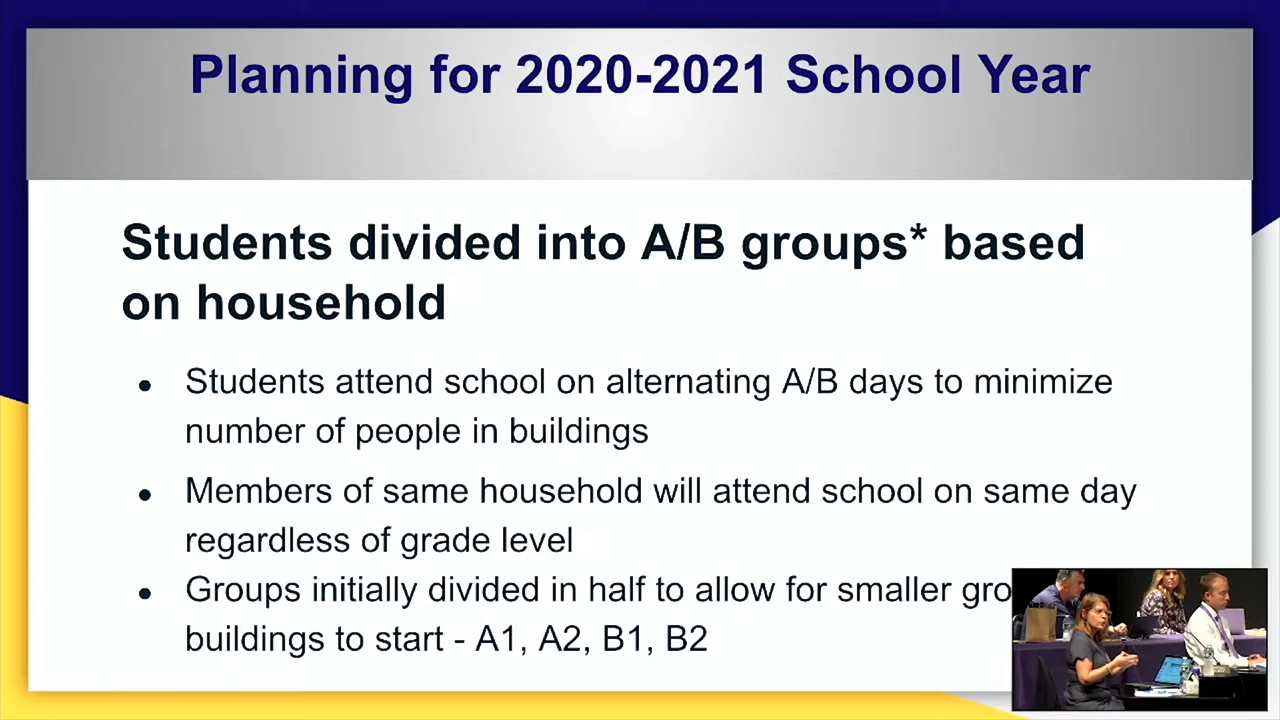 Planning for 2020-2021 School Year
Students divided into A/B groups* based
on household
Students attend school on alternating A/B days to minimize
number of people in buildings
Members of same household will attend school on same day
regardless of grade level
Groups initially divided in half to allow for smaller
buildings to start - A1, A2, B1, B2